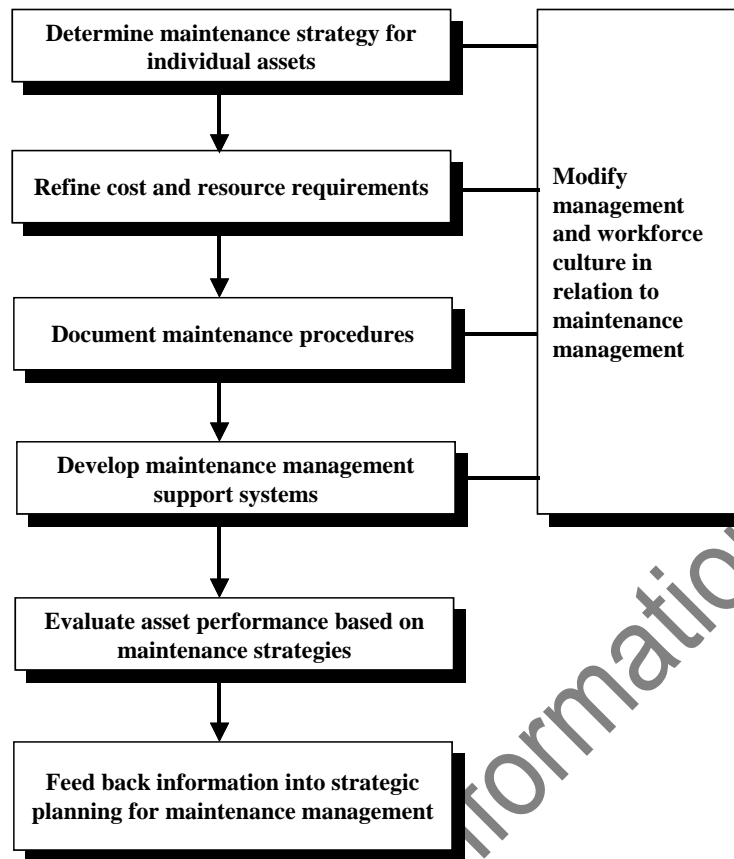 Determine maintenance strategy for
individual assets
Refine cost and resource requirements
Document maintenance procedures
Develop maintenance management
support systems
Evaluate asset performance based on
maintenance strategies
Feed back information into strategic
planning for maintenance management
Modify
management
and workforce
culture in
relation to
maintenance
management